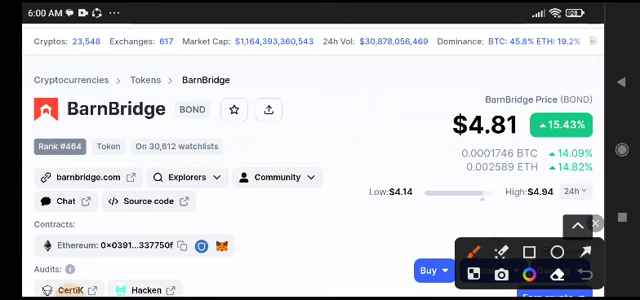 6:00 AM
Cryptos: 23,548 Exchanges: 617 Market Cap: $1,164,393,360,543 24h Vol: $30,878,056,469 Dominance: BTC: 45.8% ETH: 19.2%
Cryptocurrencies > Tokens > BarnBridge
BarnBridge BOND
BarnBridge Price (BOND)
$4.81 15.43%
Rank #464 Token On 30,612 watchlists
0.0001746 BTC 14.09%
0.002589 ETH 14.82%
barnbridge.com Explorers Community
Low: $4.14 High: $4.94 24h
Chat Source code
Contracts:
Ethereum: 0x0391...337750f
Buy
Audits:
CertiK Hacken